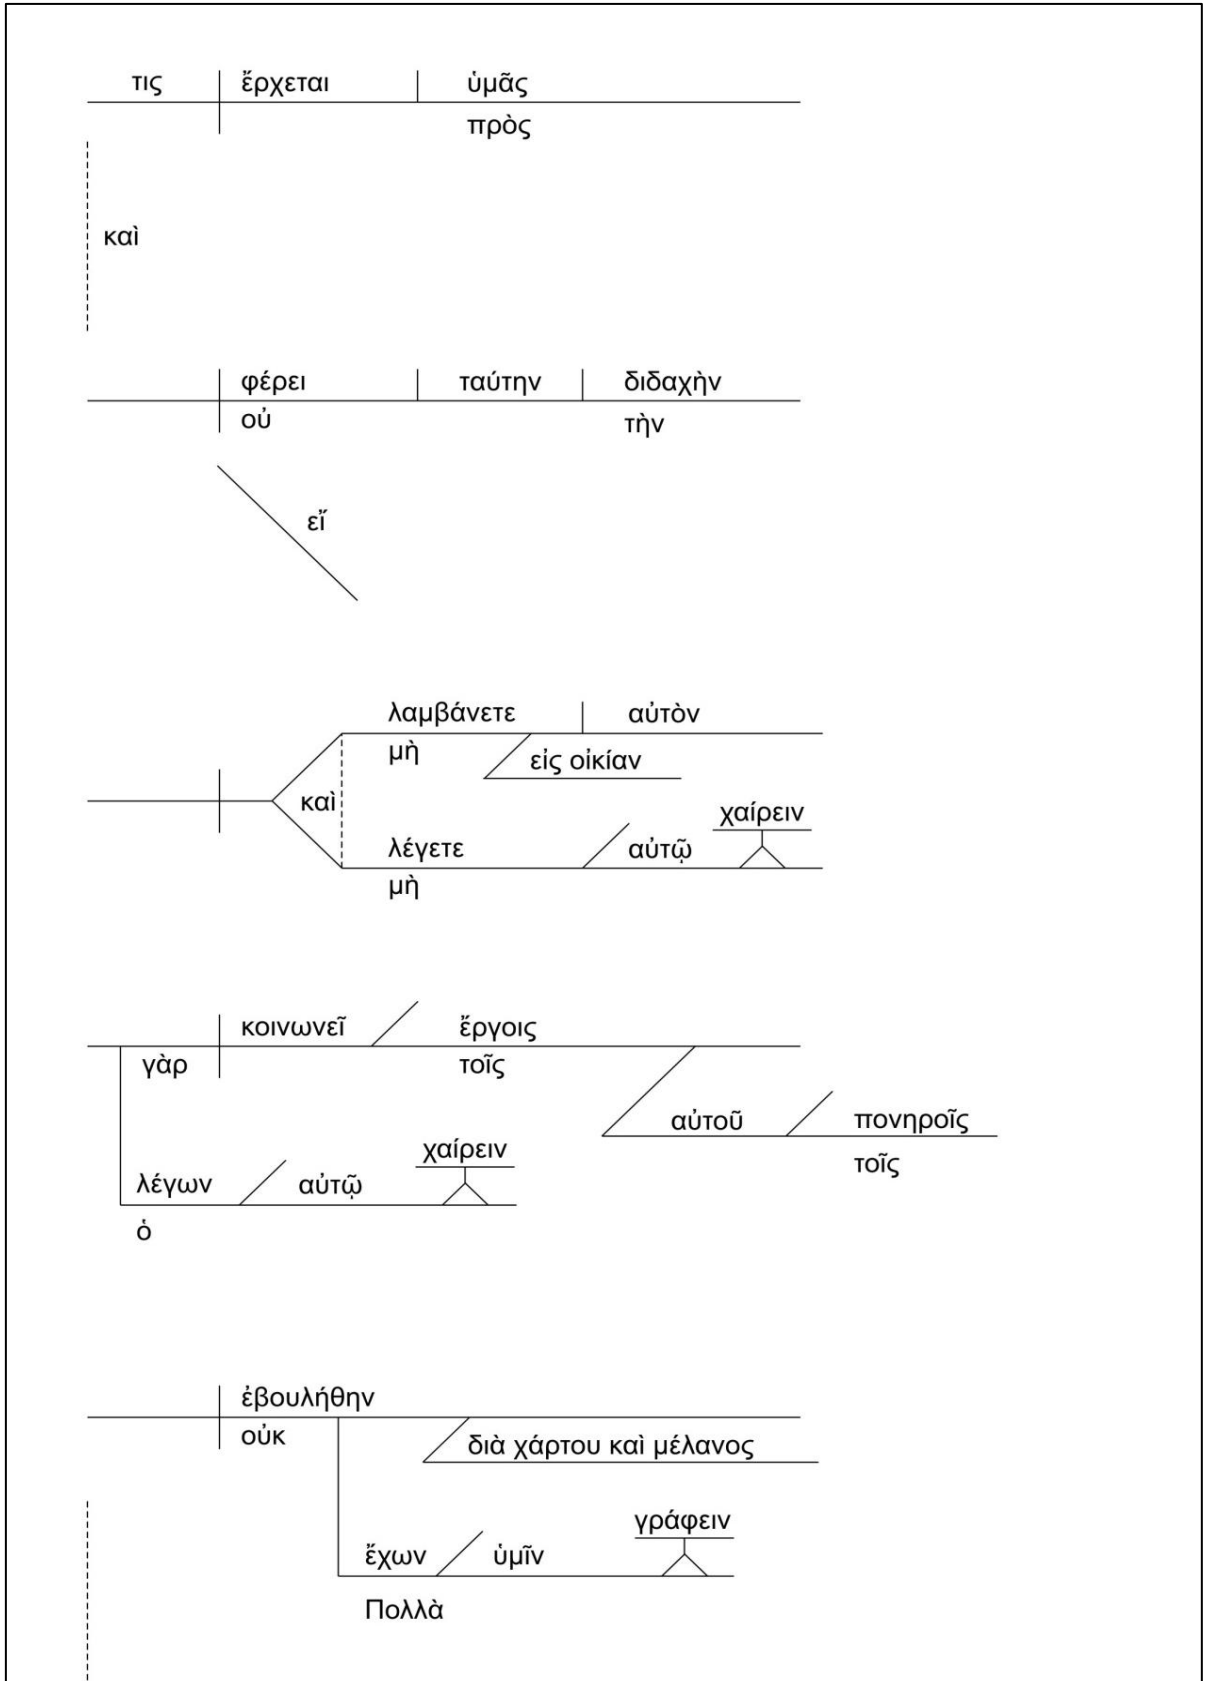 τις ἔρχεται ὑμᾶς
πρὸς
καὶ
φέρει ταύτην διδαχὴν
οὐ τὴν
εἴ
λαμβάνετε αὐτὸν
μὴ εἰς οἰκίαν
καὶ χαίρειν
λέγετε αὐτῷ
μὴ
κοινωνεῖ ἔργοις
γὰρ τοῖς
αὐτοῦ πονηροῖς
χαίρειν τοῖς
λέγων αὐτῷ
ὁ
ἐβουλήθην
οὐκ διὰ χάρτου καὶ μέλανος
γράφειν
ἔχων ὑμῖν
Πολλὰ